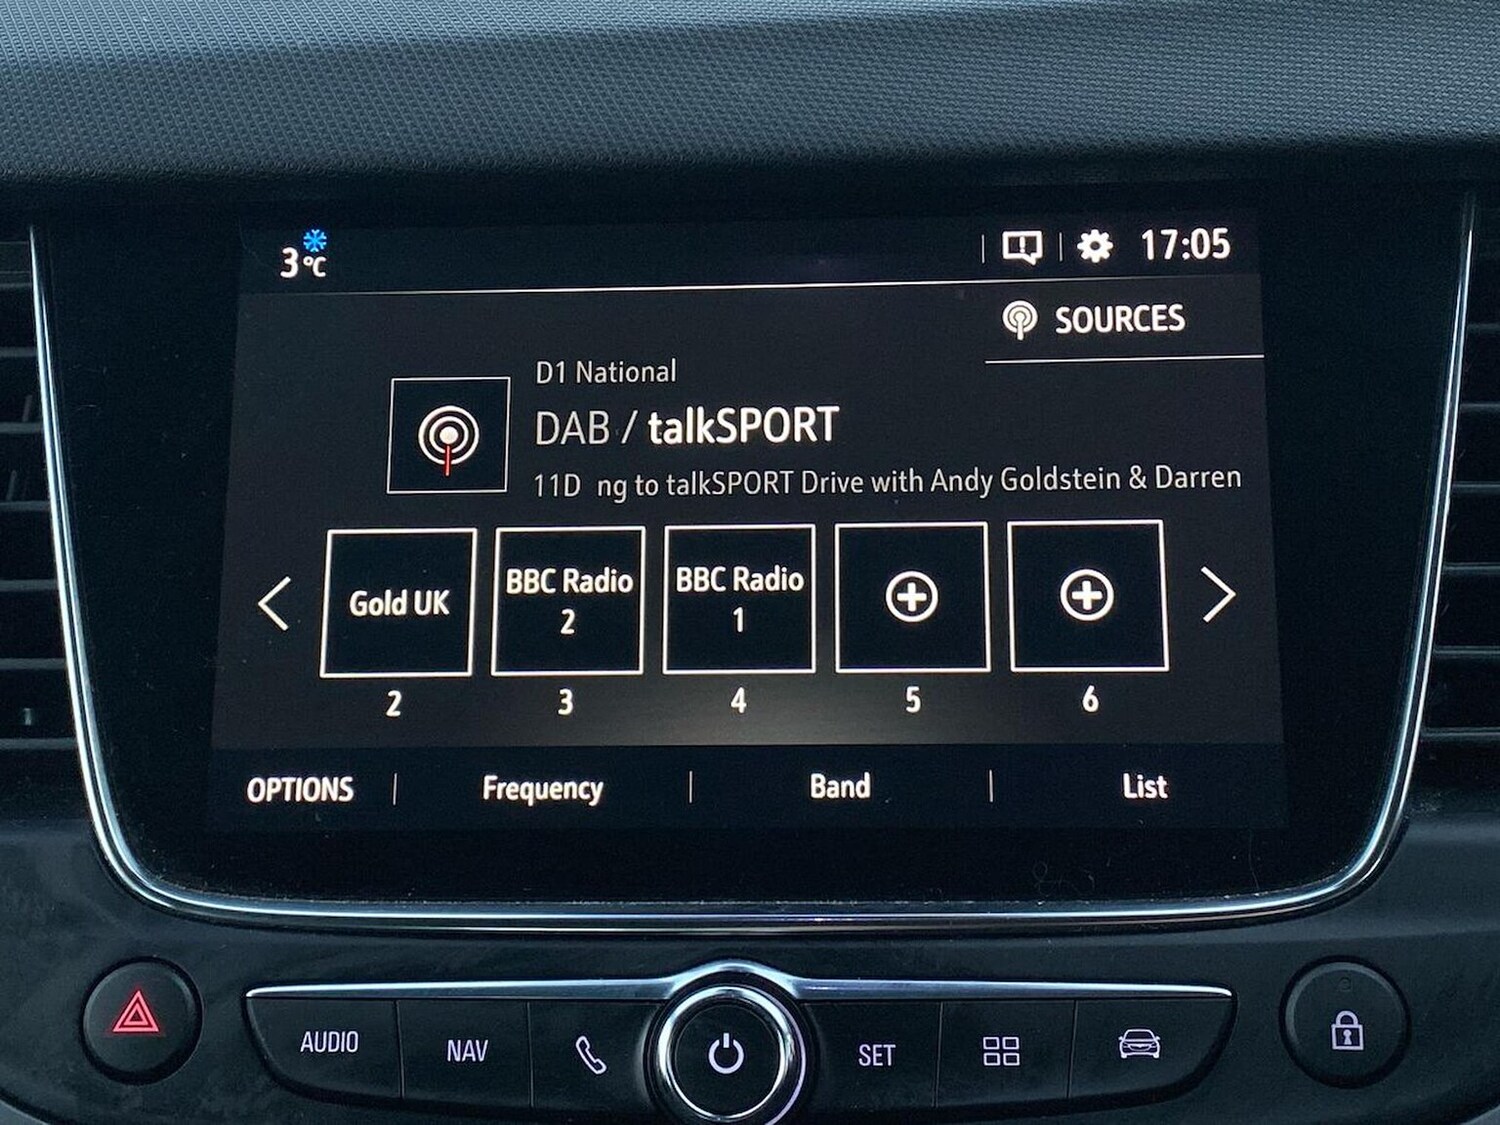 3°C
17:05
SOURCES
D1 National
DAB / talkSPORT
11D ng to talkSPORT Drive with Andy Goldstein & Darren
Gold UK
BBC Radio
2
BBC Radio
1
2
3
4
5
6
OPTIONS
Frequency
Band
List
AUDIO
NAV
SET